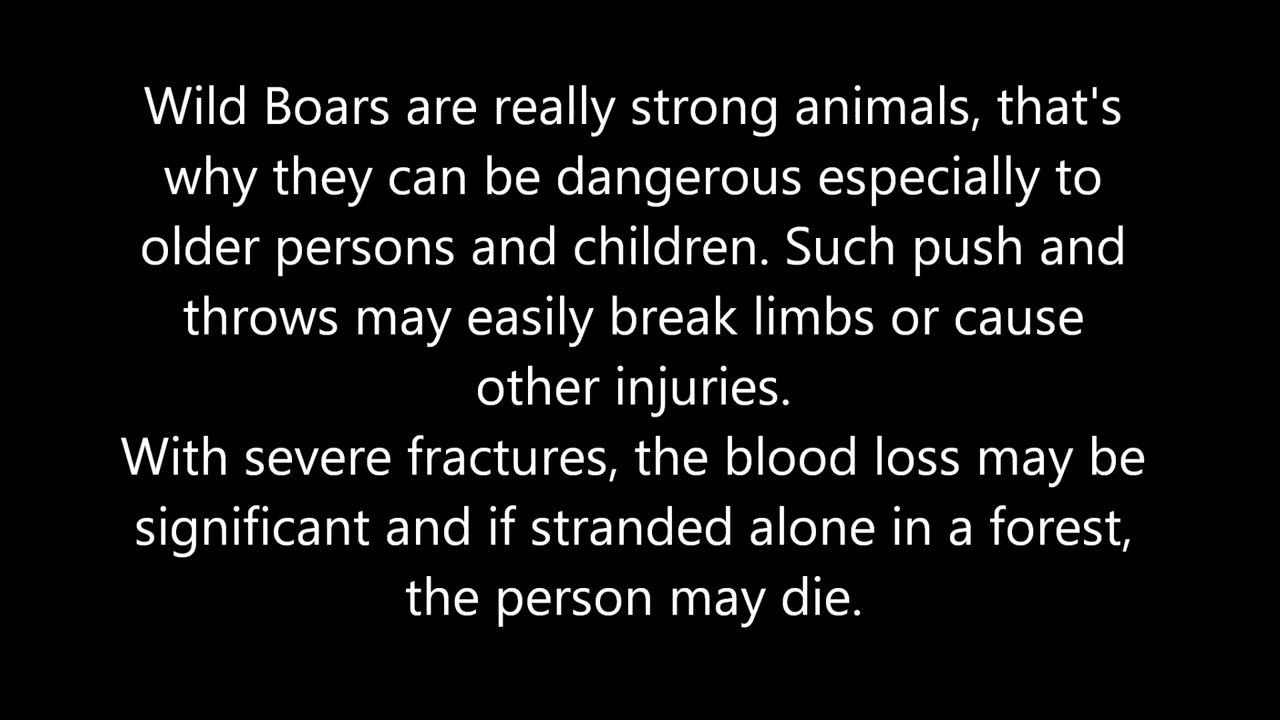 Wild Boars are really strong animals, that's
why they can be dangerous especially to
older persons and children. Such push and
throws may easily break limbs or cause
other injuries.
With severe fractures, the blood loss may be
significant and if stranded alone in a forest,
the person may die.